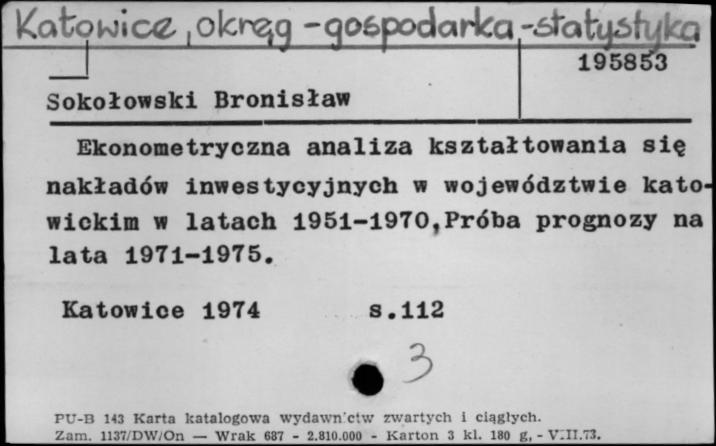 Katowice, okręg - gospodarka - statystyka
195853
Sokołowski Bronisław
Ekonometryczna analiza kształtowania się
nakładów inwestycyjnych w województwie kato-
wickim w latach 1951-1970,Próba prognozy na
lata 1971-1975.
Katowice 1974 s.112
3
PU-B 143 Karta katalogowa wydawnictw zwartych i ciągłych.
Zam. 1137/DW/On — Wrak 687 - 2.810.000 - Karton 3 kl. 180 g, - V.II.73.